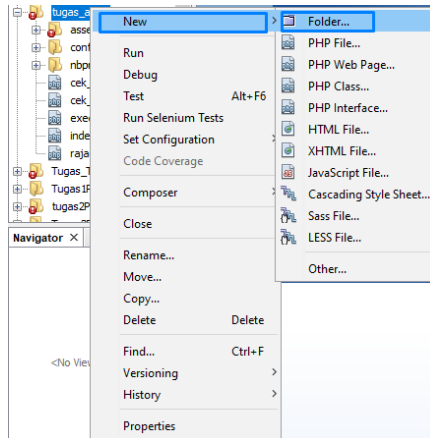 tugas_a
asse
conf
nbpr
cek_
cek_
exec
inde
raja
Tugas_T
Tugas1P
tugas2P
Navigator ×
<No View
New
Run
Debug
Test Alt+F6
Run Selenium Tests
Set Configuration
Code Coverage
Composer
Close
Rename...
Move...
Copy...
Delete Delete
Find... Ctrl+F
Versioning
History
Properties
Folder...
PHP File...
PHP Web Page...
PHP Class...
PHP Interface...
HTML File...
XHTML File...
JavaScript File...
Cascading Style Sheet...
Sass File...
LESS File...
Other...